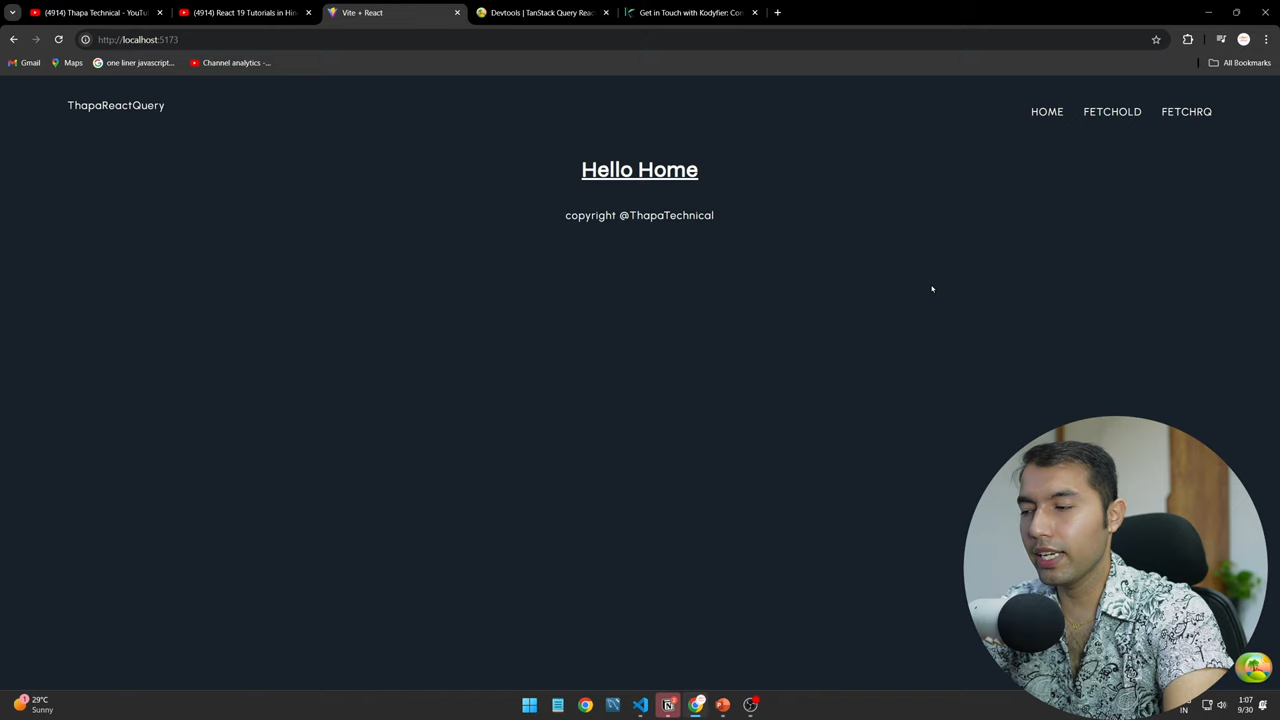 (4914) Thapa Technical - YouTu
(4914) React 19 Tutorials in Hin
Vite + React
Devtools | TanStack Query Reac
Get in Touch with Kodyfier: Con
http://localhost:5173
Gmail
Maps
one liner javascript...
Channel analytics -...
All Bookmarks
ThapaReactQuery
HOME
FETCHOLD
FETCHRQ
Hello Home
copyright @ThapaTechnical
29°C
Sunny
IN
1:07
9/30